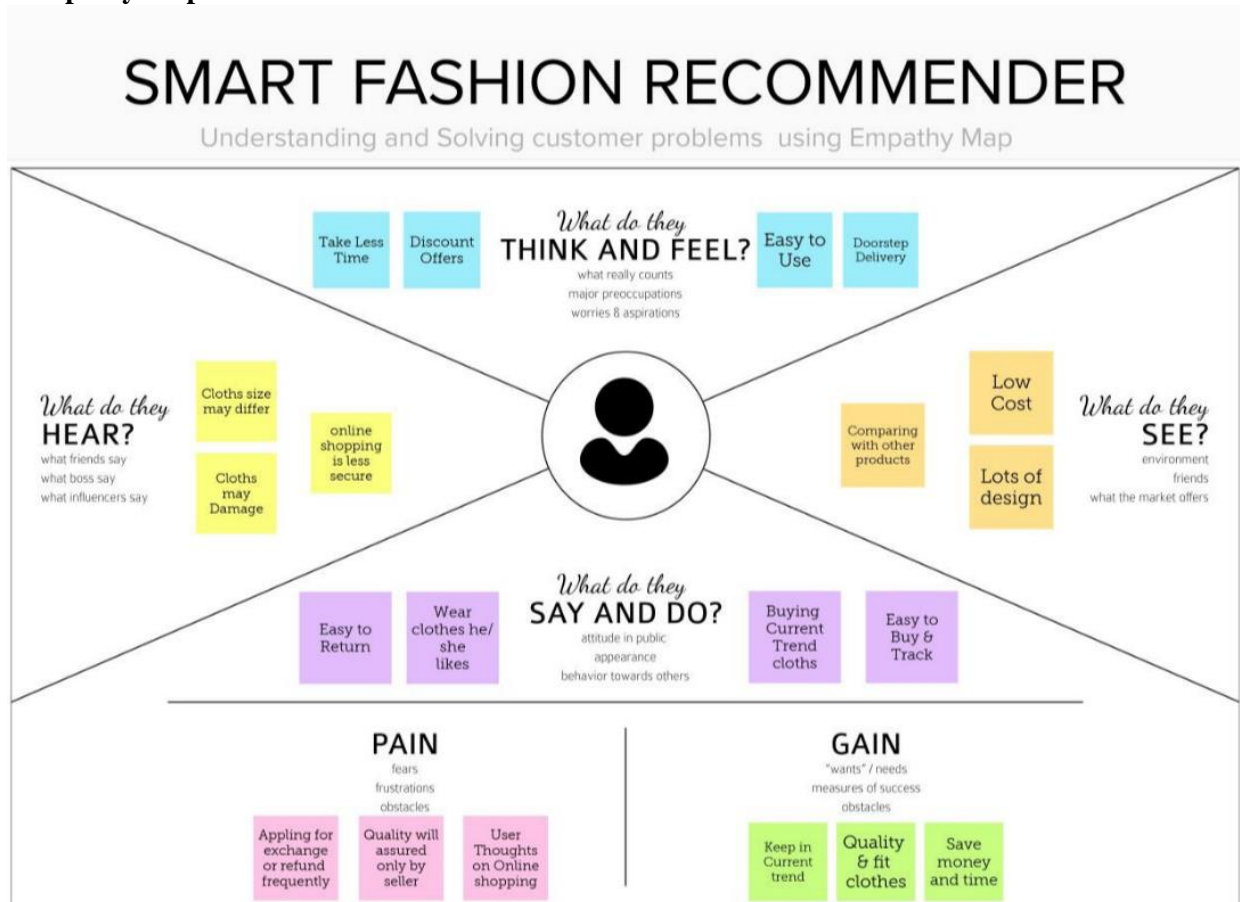 SMART FASHION RECOMMENDER
Understanding and Solving customer problems using Empathy Map
Take Less
Time
Discount
Offers
What do they
THINK AND FEEL?
what really counts
major preoccupations
worries & aspirations
Easy to
Use
Doorstep
Delivery
What do they
HEAR?
what friends say
what boss say
what influencers say
Cloths size
may differ
Cloths
may
Damage
online
shopping
is less
secure
Comparing
with other
products
Low
Cost
Lots of
design
What do they
SEE?
environment
friends
what the market offers
Easy to
Return
Wear
clothes he/
she
likes
What do they
SAY AND DO?
attitude in public
appearance
behavior towards others
Buying
Current
Trend
cloths
Easy to
Buy &
Track
PAIN
fears
frustrations
obstacles
Appling for
exchange
or refund
frequently
Quality will
assured
only by
seller
User
Thoughts
on Online
shopping
GAIN
"wants" / needs
measures of success
obstacles
Keep in
Current
trend
Quality
& fit
clothes
Save
money
and time